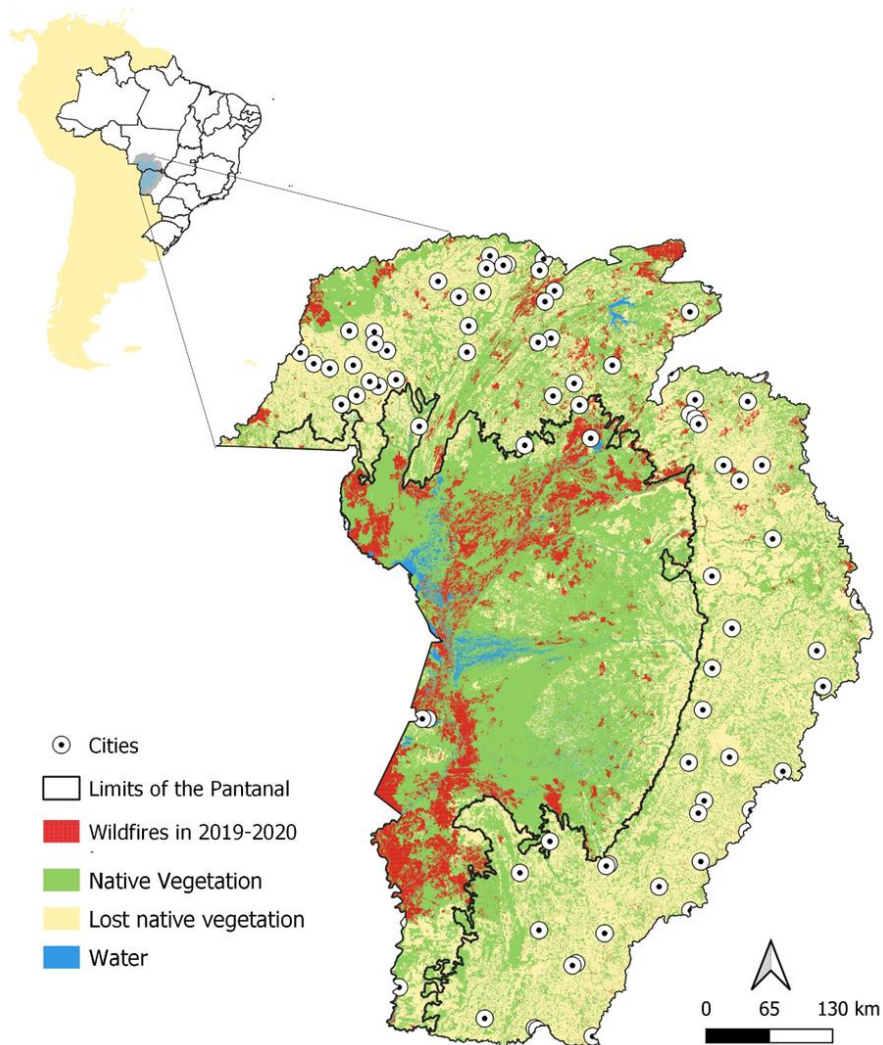 Cities
Limits of the Pantanal
Wildfires in 2019-2020
Native Vegetation
Lost native vegetation
Water
0 65 130 km